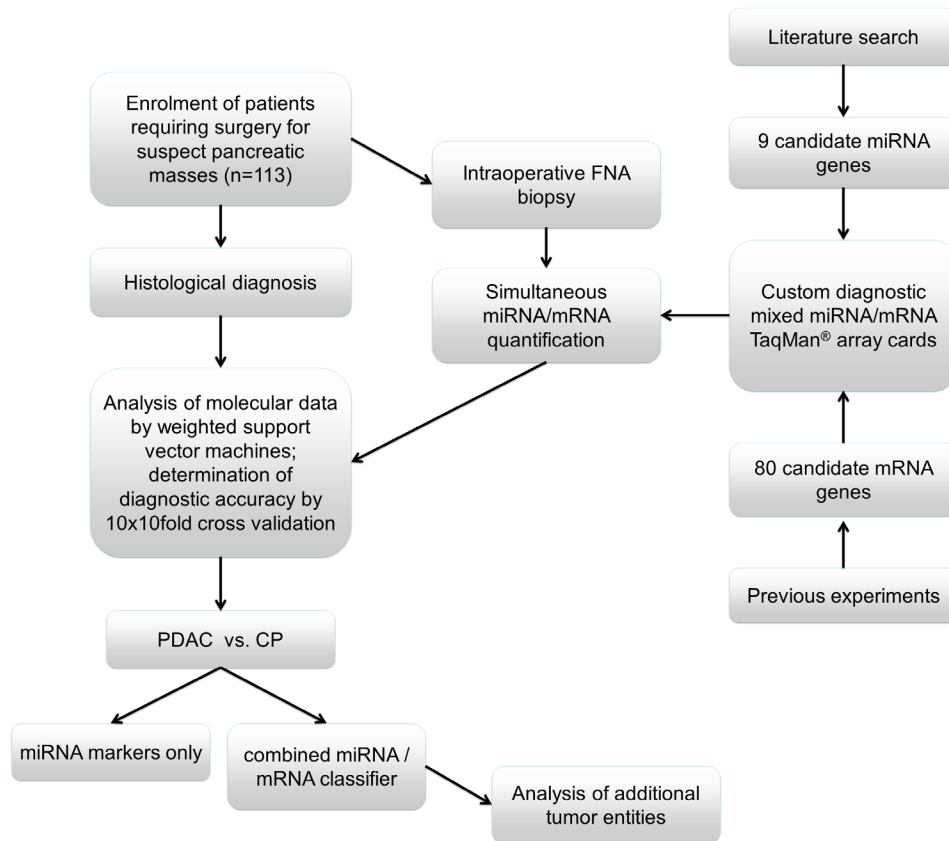 Literature search
Enrolment of patients
requiring surgery for
suspect pancreatic
masses (n=113)
9 candidate miRNA
genes
Intraoperative FNA
biopsy
Histological diagnosis
Simultaneous
miRNA/mRNA
quantification
Custom diagnostic
mixed miRNA/mRNA
TaqMan® array cards
Analysis of molecular data
by weighted support
vector machines;
determination of
diagnostic accuracy by
10x10fold cross validation
80 candidate mRNA
genes
Previous experiments
PDAC vs. CP
miRNA markers only
combined miRNA /
mRNA classifier
Analysis of additional
tumor entities